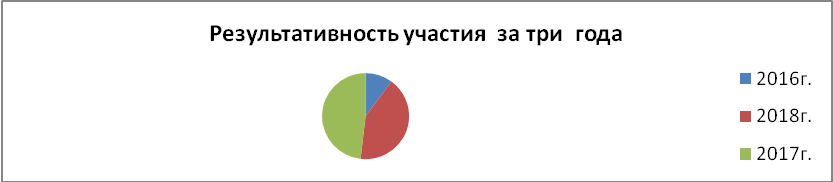 Результативность участия за три года
2016г.
2018г.
2017г.